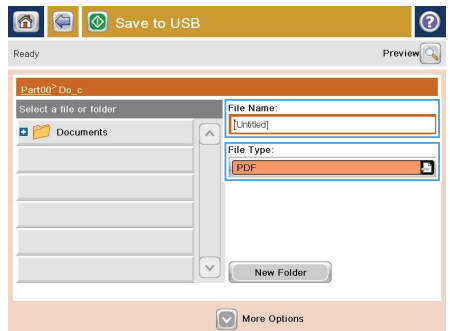 Save to USB
?
Ready
Preview
Part00> Do_c
Select a file or folder
Documents
File Name:
[Untitled]
File Type:
PDF
New Folder
More Options